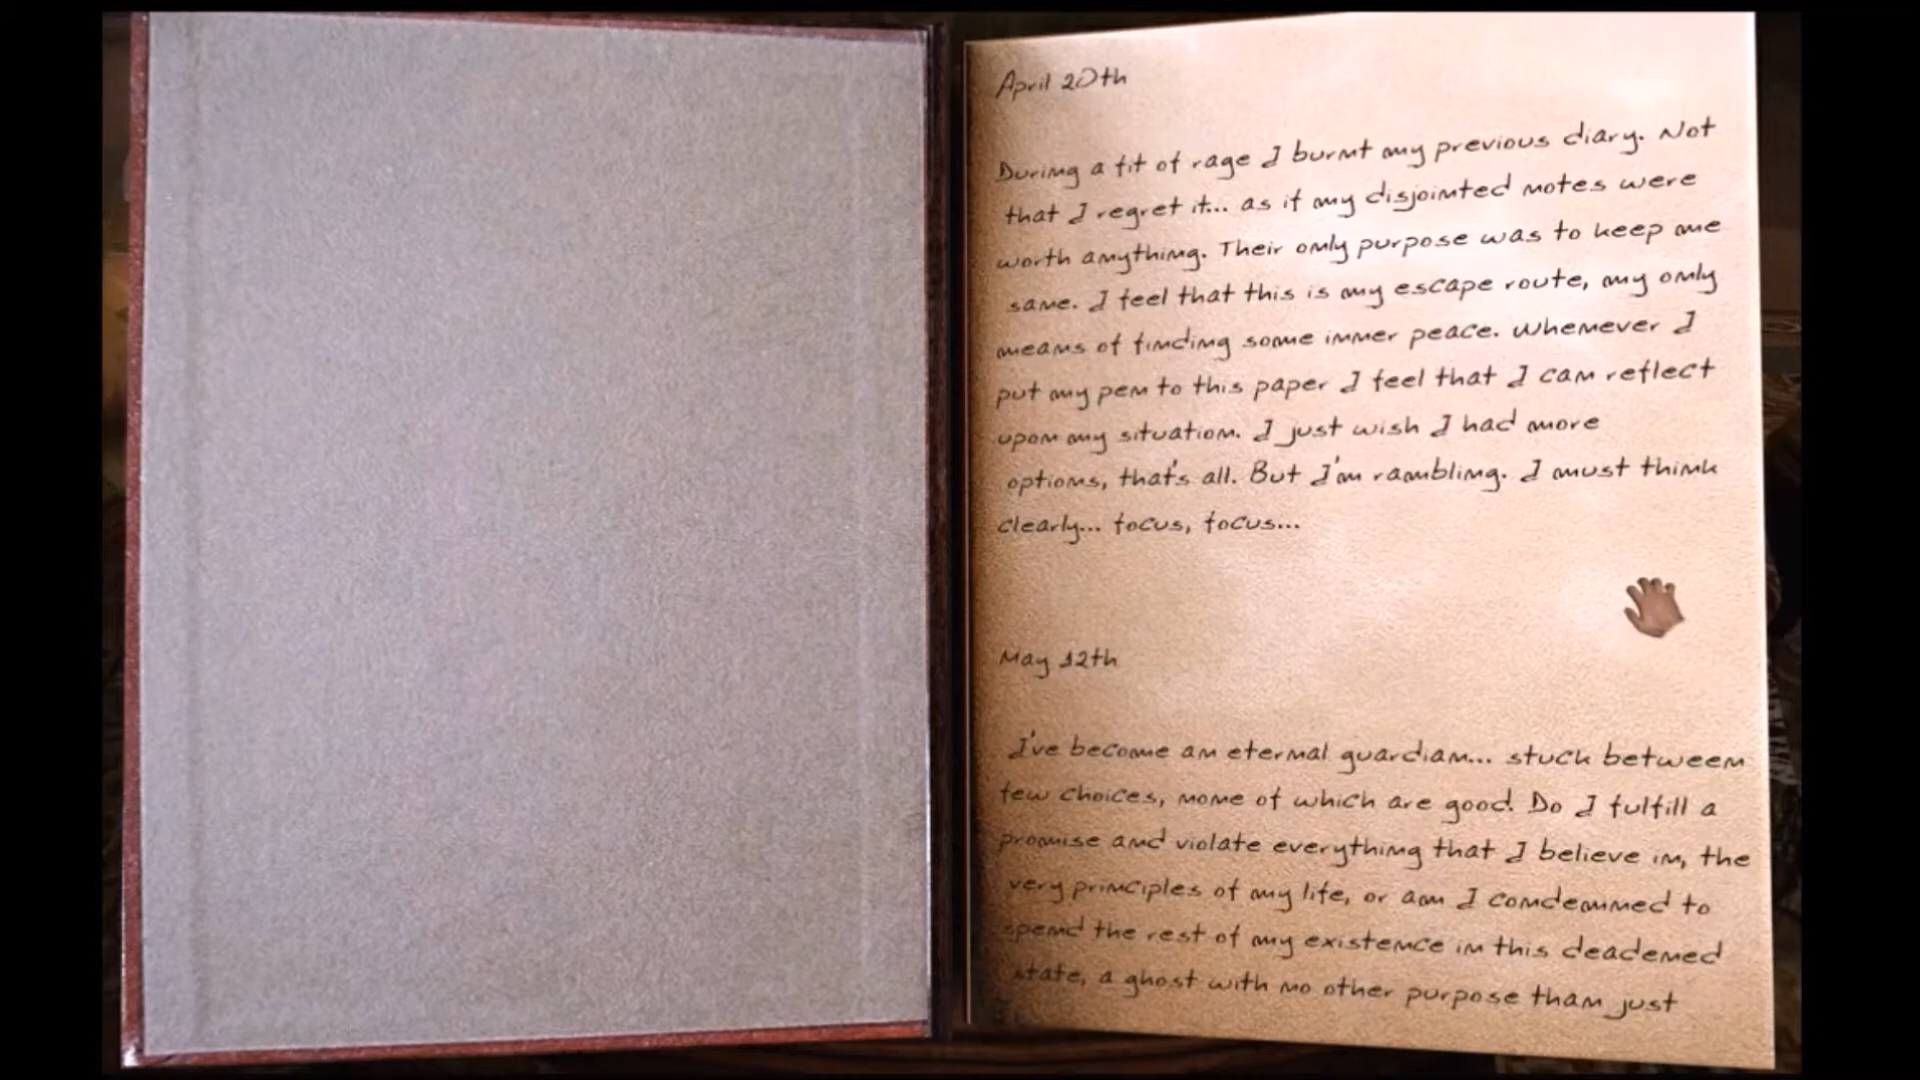 April 20th
During a fit of rage I burnt my previous diary. Not
that I regret it... as if my disjointed notes were
worth anything. Their only purpose was to keep me
sane. I feel that this is my escape route, my only
means of finding some inner peace. Whenever I
put my pen to this paper I feel that I can reflect
upon my situation. I just wish I had more
options, that's all. But I'm rambling. I must think
clearly... focus, focus...
May 12th
I've become an eternal guardian... stuck between
few choices, none of which are good. Do I fulfill a
promise and violate everything that I believe in, the
very principles of my life, or am I condemned to
spend the rest of my existence in this deadened
state, a ghost with no other purpose than just